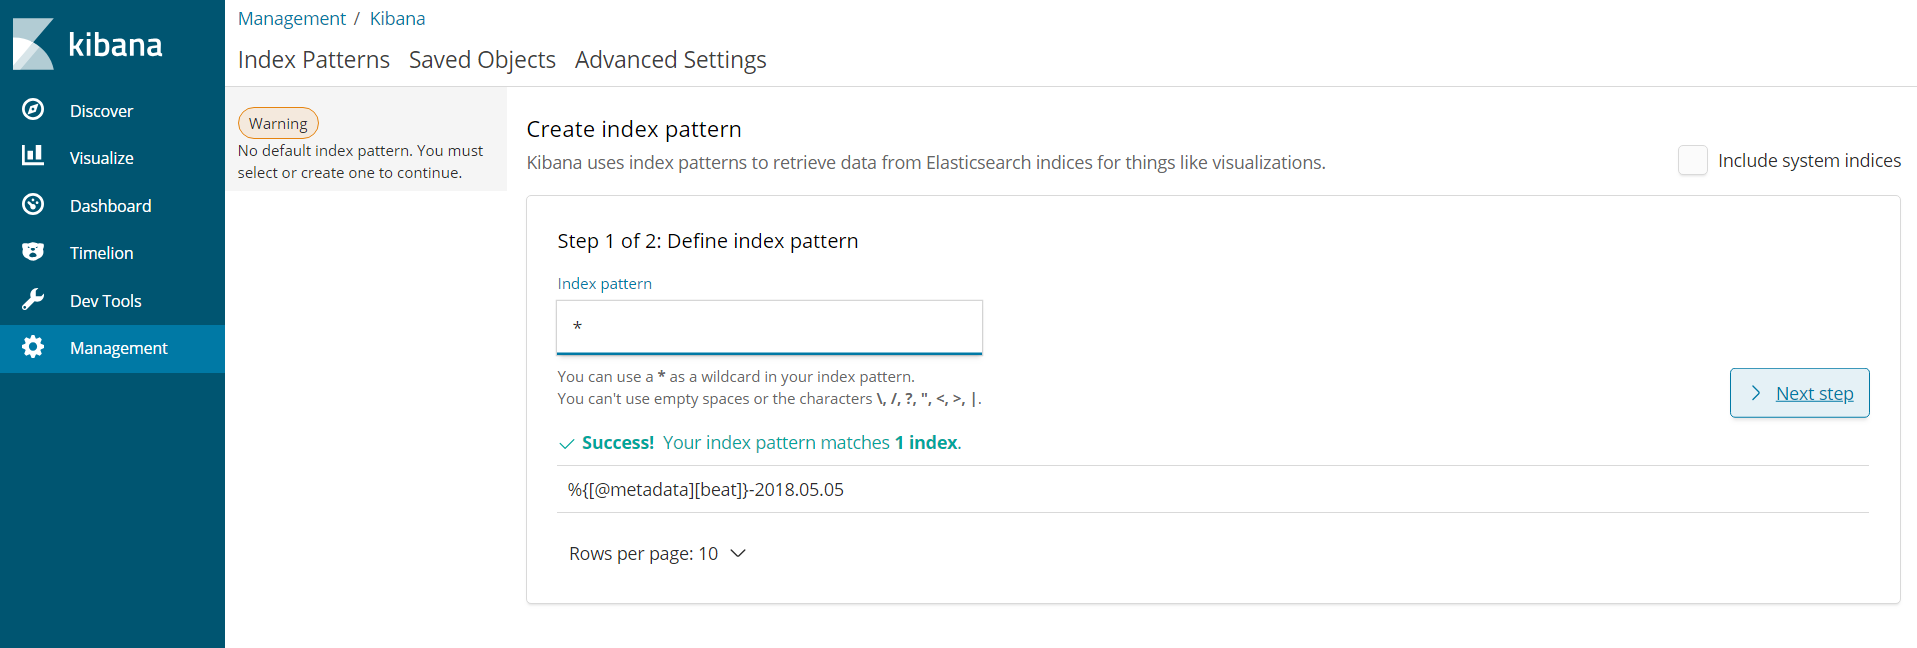 kibana
Discover
Visualize
Dashboard
Timelion
Dev Tools
Management
Management / Kibana
Index Patterns Saved Objects Advanced Settings
Warning
No default index pattern. You must
select or create one to continue.
Create index pattern
Kibana uses index patterns to retrieve data from Elasticsearch indices for things like visualizations.
Include system indices
Step 1 of 2: Define index pattern
Index pattern
*
You can use a * as a wildcard in your index pattern.
You can't use empty spaces or the characters \, /, ?, ", <, >, |.
Next step
Success! Your index pattern matches 1 index.
%{[@metadata][beat]}-2018.05.05
Rows per page: 10